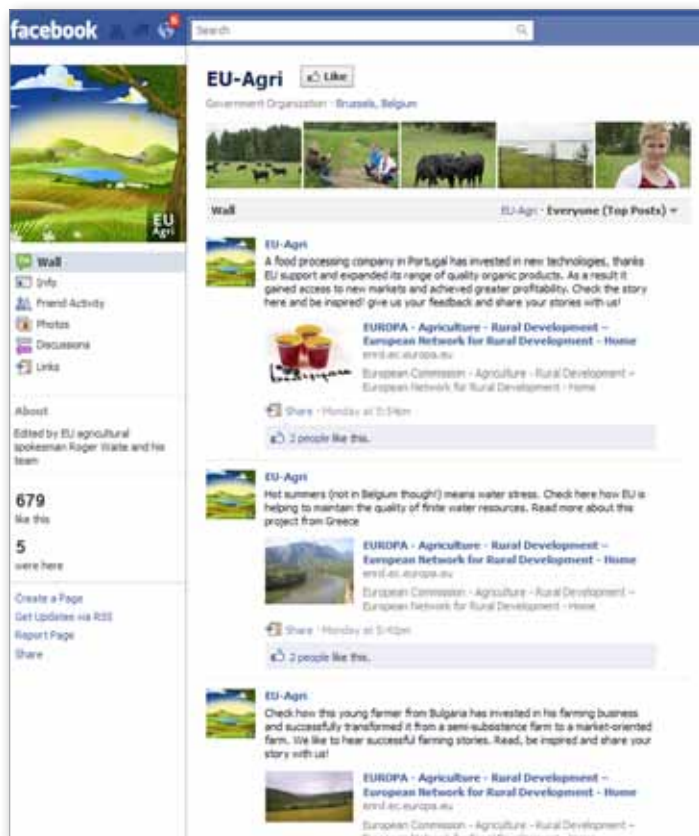 facebook
Search
EU
Agri
EU-Agri
Like
Government Organization · Brussels, Belgium
Wall
Info
Friend Activity
Photos
Discussions
Links
About
Edited by EU agricultural
spokesman Roger Waite and his
team
679
like this
5
were here
Create a Page
Get Updates via RSS
Report Page
Share
Wall
EU-Agri · Everyone (Top Posts)
EU-Agri
A food processing company in Portugal has invested in new technologies, thanks
EU support and expanded its range of quality organic products. As a result it
gained access to new markets and achieved greater profitability. Check the story
here and be inspired! give us your feedback and share your stories with us!
EUROPA - Agriculture - Rural Development –
European Network for Rural Development - Home
enrd.ec.europa.eu
European Commission - Agriculture - Rural Development –
European Network for Rural Development - Home
Share · Monday at 5:54pm
2 people like this.
EU-Agri
Hot summers (not in Belgium though!) means water stress. Check here how EU is
helping to maintain the quality of finite water resources. Read more about this
project from Greece
EUROPA - Agriculture - Rural Development –
European Network for Rural Development - Home
enrd.ec.europa.eu
European Commission - Agriculture - Rural Development –
European Network for Rural Development - Home
Share · Monday at 5:42pm
2 people like this.
EU-Agri
Check how this young farmer from Bulgaria has invested in his farming business
and successfully transformed it from a semi-subsistence farm to a market-oriented
farm. We like to hear successful farming stories. Read, be inspired and share your
story with us!
EUROPA - Agriculture - Rural Development –
European Network for Rural Development - Home
enrd.ec.europa.eu
European Commission - Agriculture - Rural Development –